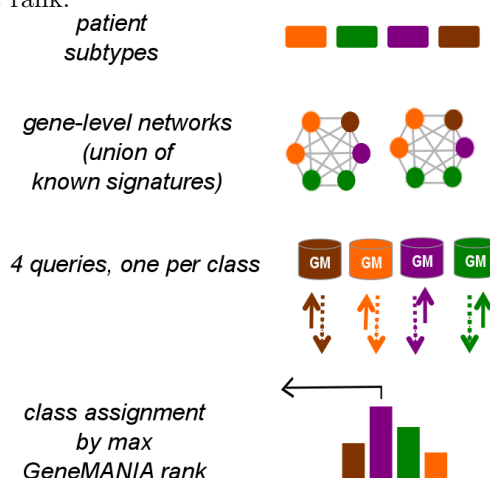 rank.
patient
subtypes
gene-level networks
(union of
known signatures)
4 queries, one per class
GM GM GM GM
class assignment
by max
GeneMANIA rank